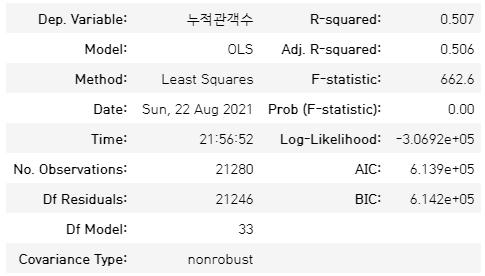 Dep. Variable: 누적관객수 R-squared: 0.507
Model: OLS Adj. R-squared: 0.506
Method: Least Squares F-statistic: 662.6
Date: Sun, 22 Aug 2021 Prob (F-statistic): 0.00
Time: 21:56:52 Log-Likelihood: -3.0692e+05
No. Observations: 21280 AIC: 6.139e+05
Df Residuals: 21246 BIC: 6.142e+05
Df Model: 33
Covariance Type: nonrobust